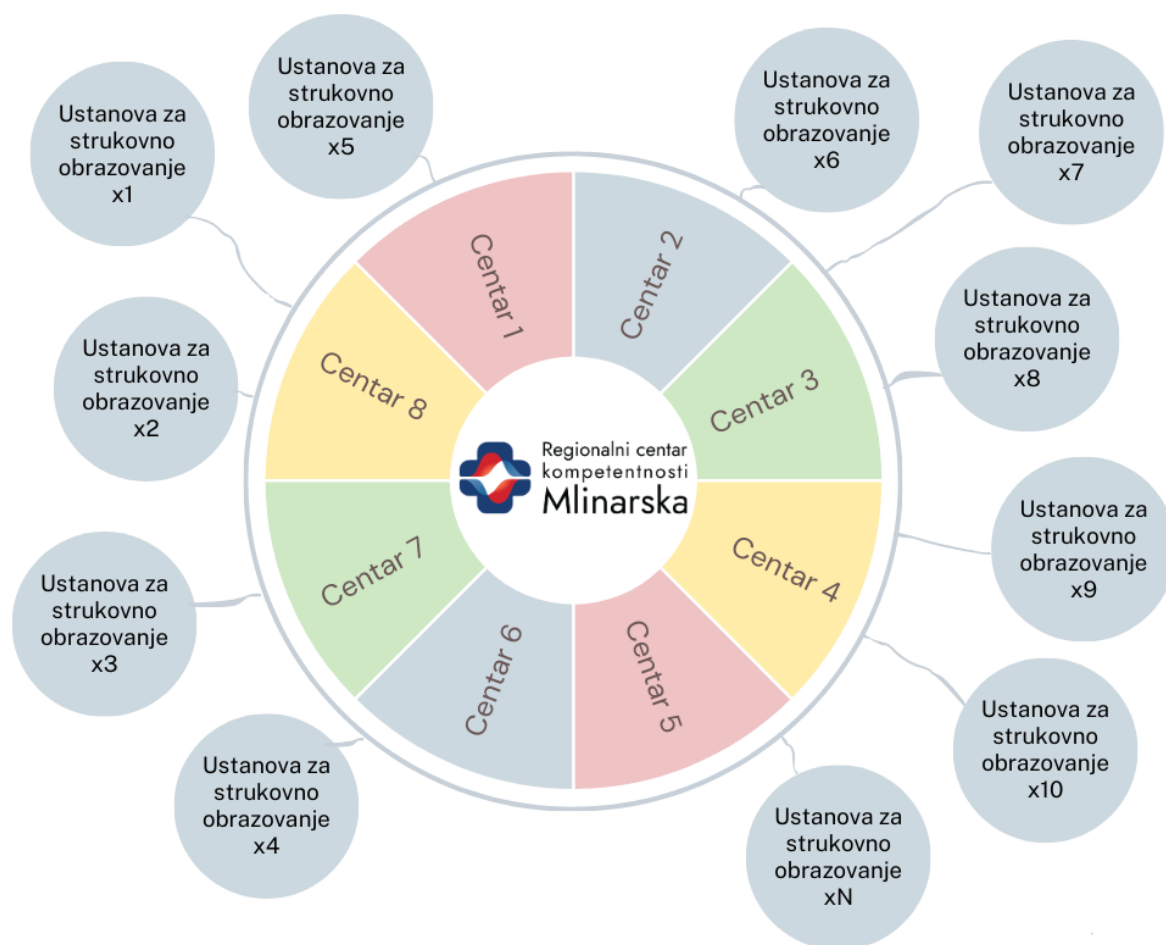 Ustanova za
strukovno
obrazovanje
x1
Ustanova za
strukovno
obrazovanje
x5
Ustanova za
strukovno
obrazovanje
x6
Ustanova za
strukovno
obrazovanje
x7
Ustanova za
strukovno
obrazovanje
x2
Ustanova za
strukovno
obrazovanje
x8
Ustanova za
strukovno
obrazovanje
x3
Ustanova za
strukovno
obrazovanje
x9
Ustanova za
strukovno
obrazovanje
x4
Ustanova za
strukovno
obrazovanje
x10
Ustanova za
strukovno
obrazovanje
xN
Centar 1
Centar 2
Centar 3
Centar 4
Centar 5
Centar 6
Centar 7
Centar 8
Regionalni centar
kompetentnosti
Mlinarska